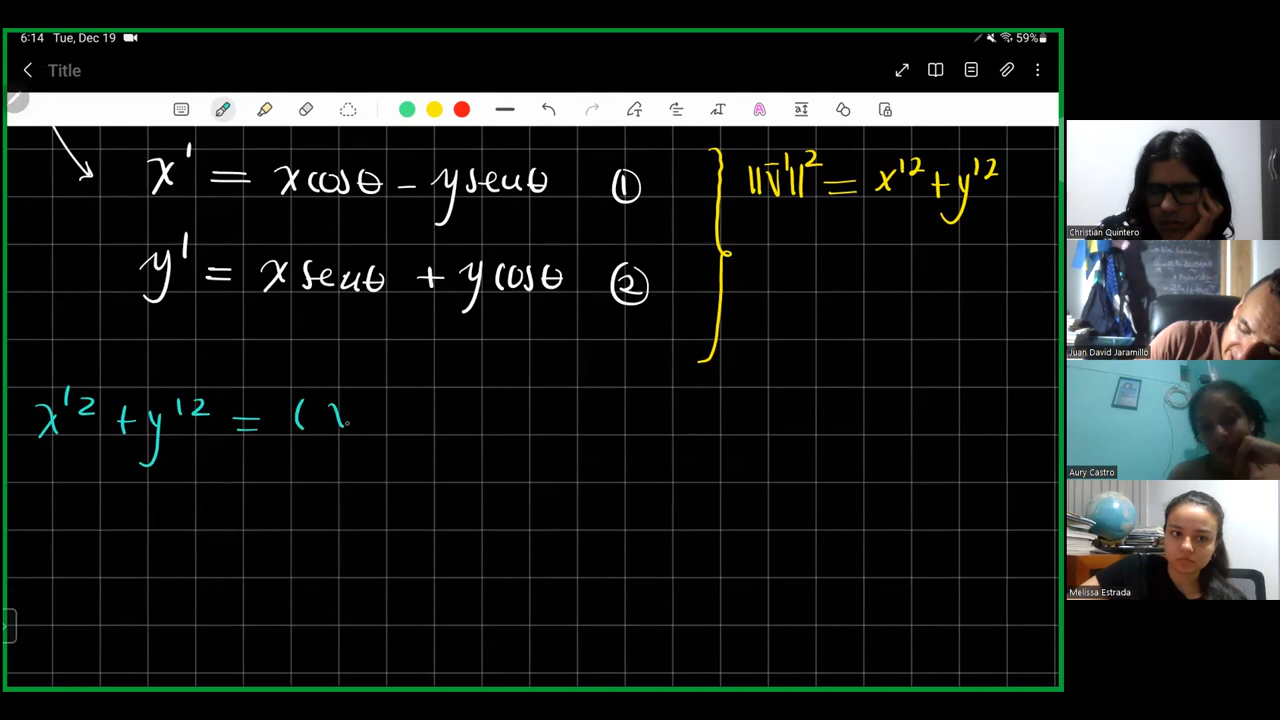 6:14 Tue, Dec 19 59%
Title
x' = x cosθ - y senθ ①
y' = x senθ + y cosθ ②
||v̄'||² = x'² + y'²
x'² + y'² = (
Christian Quintero
Juan David Jaramillo
Aury Castro
Melissa Estrada